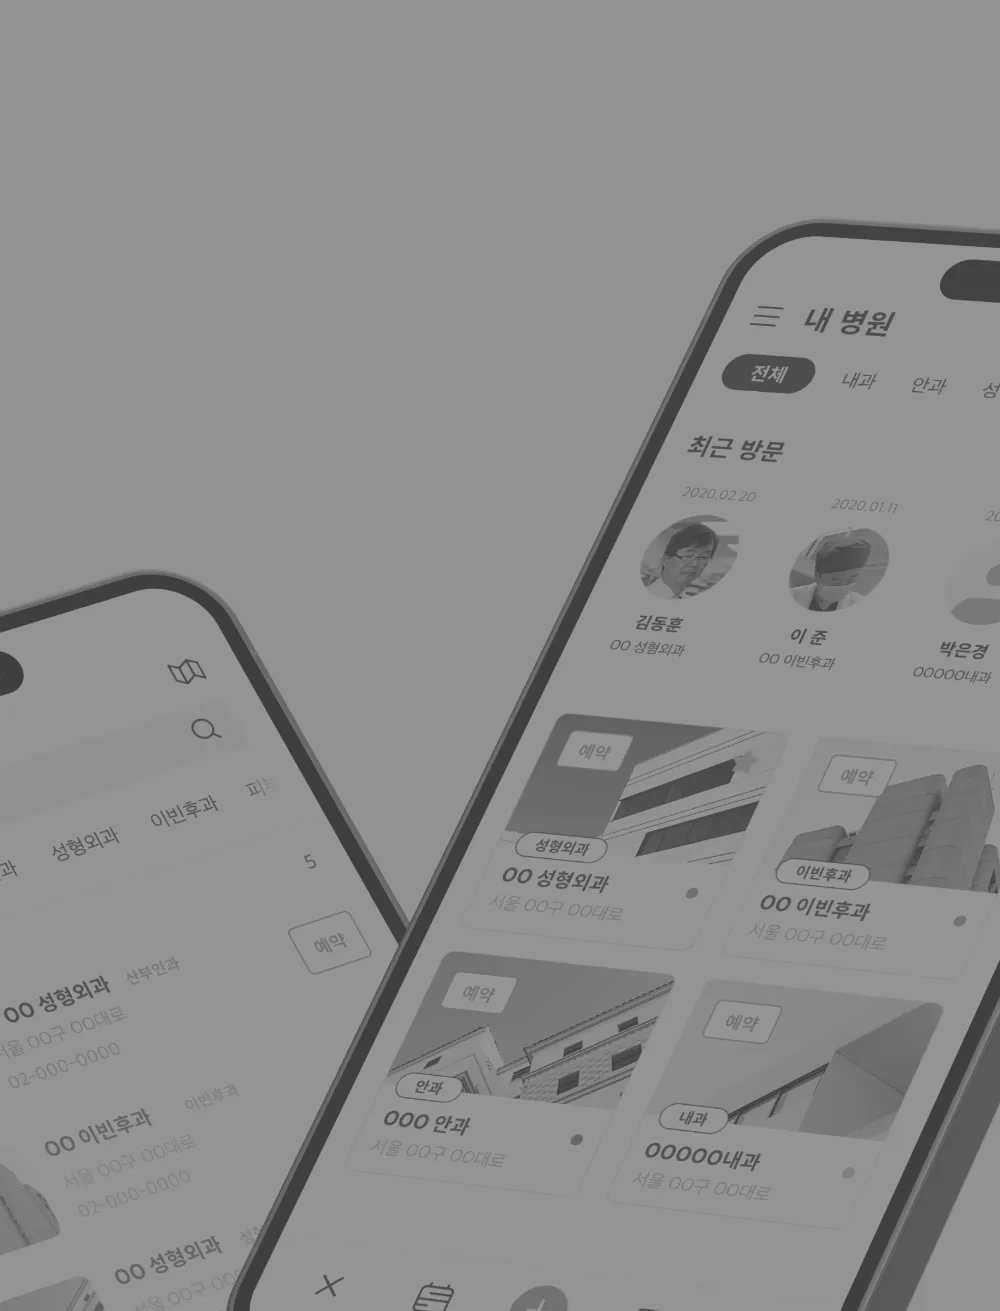 내 병원
전체 내과 안과
최근 방문
2020.02.20 2020.01.11
김동훈 이 준 박은경
OO 성형외과 OO 이빈후과 OOOOO내과
예약 예약
성형외과 이빈후과
OO 성형외과 OO 이빈후과
서울 OO구 OO대로 서울 OO구 OO대로
예약 예약
안과 내과
OOO 안과 OOOOO내과
서울 OO구 OO대로 서울 OO구 OO대로
성형외과 이빈후과
5
예약
OO 성형외과 산부인과
서울 OO구 OO대로
02-000-0000
OO 이빈후과 이빈후과
서울 OO구 OO대로
02-000-0000
OO 성형외과
서울 OO구